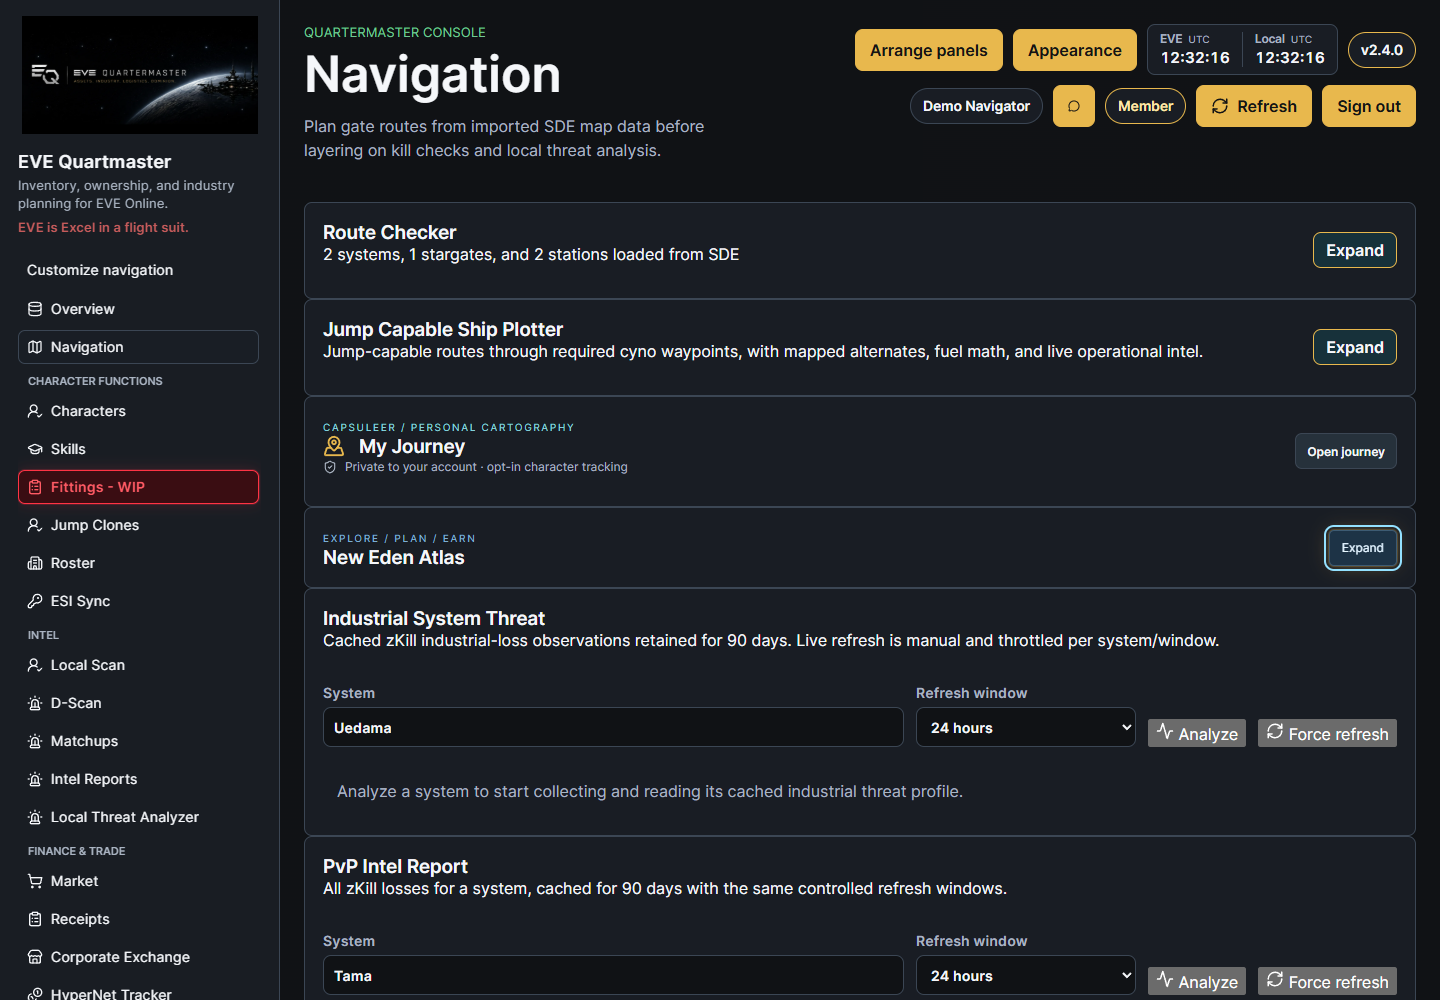 EQ
EVE QUARTERMASTER
EVE Quartmaster
Inventory, ownership, and industry
planning for EVE Online.
EVE is Excel in a flight suit.
Customize navigation
Overview
Navigation
CHARACTER FUNCTIONS
Characters
Skills
Fittings - WIP
Jump Clones
Roster
ESI Sync
INTEL
Local Scan
D-Scan
Matchups
Intel Reports
Local Threat Analyzer
FINANCE & TRADE
Market
Receipts
Corporate Exchange
HyperNet Tracker
QUARTERMASTER CONSOLE
Navigation
Plan gate routes from imported SDE map data before
layering on kill checks and local threat analysis.
Arrange panels
Appearance
EVE UTC
12:32:16
Local UTC
12:32:16
v2.4.0
Demo Navigator
Member
Refresh
Sign out
Route Checker
2 systems, 1 stargates, and 2 stations loaded from SDE
Expand
Jump Capable Ship Plotter
Jump-capable routes through required cyno waypoints, with mapped alternates, fuel math, and live operational intel.
Expand
CAPSULEER / PERSONAL CARTOGRAPHY
My Journey
Private to your account · opt-in character tracking
Open journey
EXPLORE / PLAN / EARN
New Eden Atlas
Expand
Industrial System Threat
Cached zKill industrial-loss observations retained for 90 days. Live refresh is manual and throttled per system/window.
System
Refresh window
Uedama
24 hours
Analyze
Force refresh
Analyze a system to start collecting and reading its cached industrial threat profile.
PvP Intel Report
All zKill losses for a system, cached for 90 days with the same controlled refresh windows.
System
Refresh window
Tama
24 hours
Analyze
Force refresh